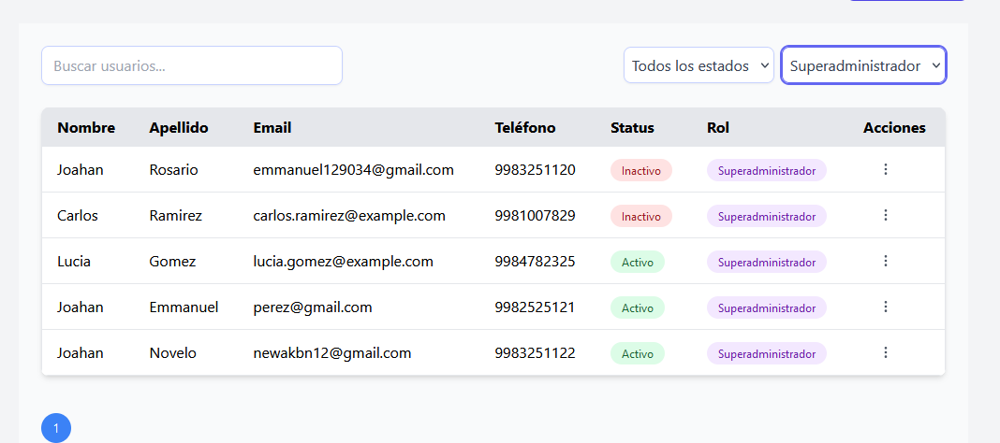 Buscar usuarios... Todos los estados Superadministrador
Nombre Apellido Email Teléfono Status Rol Acciones
Joahan Rosario emmanuel129034@gmail.com 9983251120 Inactivo Superadministrador
Carlos Ramirez carlos.ramirez@example.com 9981007829 Inactivo Superadministrador
Lucia Gomez lucia.gomez@example.com 9984782325 Activo Superadministrador
Joahan Emmanuel perez@gmail.com 9982525121 Activo Superadministrador
Joahan Novelo newakbn12@gmail.com 9983251122 Activo Superadministrador
1